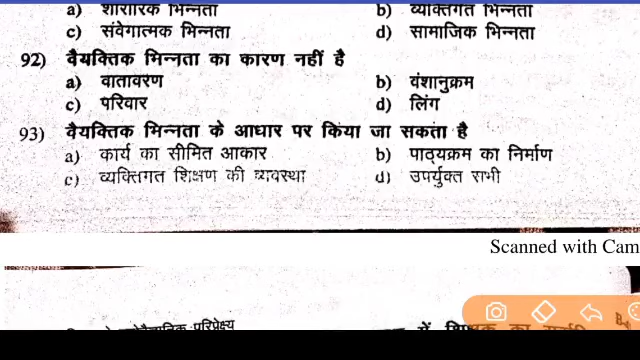 a) शारीरिक भिन्नता b) व्यक्तिगत भिन्नता
c) संवेगात्मक भिन्नता d) सामाजिक भिन्नता
92) वैयक्तिक भिन्नता का कारण नहीं है
a) वातावरण b) वंशानुक्रम
c) परिवार d) लिंग
93) वैयक्तिक भिन्नता के आधार पर किया जा सकता है
a) कार्य का सीमित आकार b) पाठ्यक्रम का निर्माण
c) व्यक्तिगत शिक्षण की व्यवस्था d) उपर्युक्त सभी
Scanned with Cam
परिप्रेक्ष्य में का